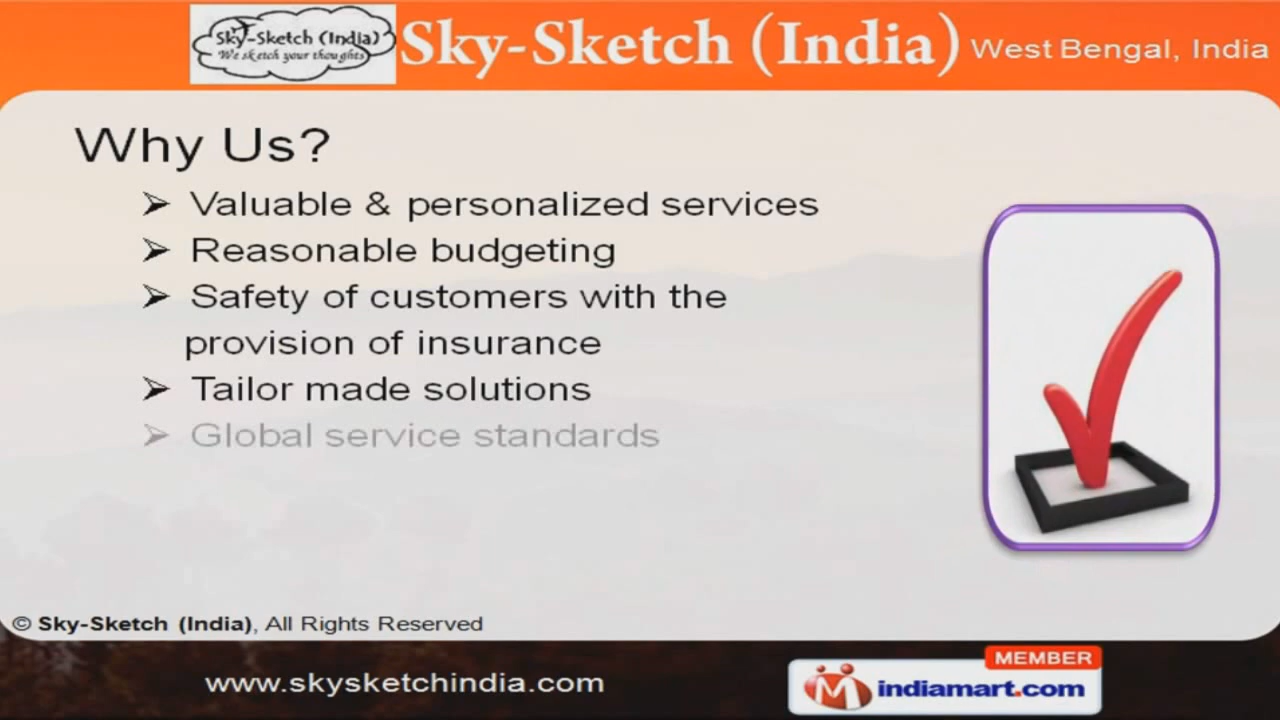 Sky-Sketch (India)
We sketch your thoughts
Sky-Sketch (India) West Bengal, India
Why Us?
Valuable & personalized services
Reasonable budgeting
Safety of customers with the
provision of insurance
Tailor made solutions
Global service standards
© Sky-Sketch (India), All Rights Reserved
www.skysketchindia.com
MEMBER
indiamart.com